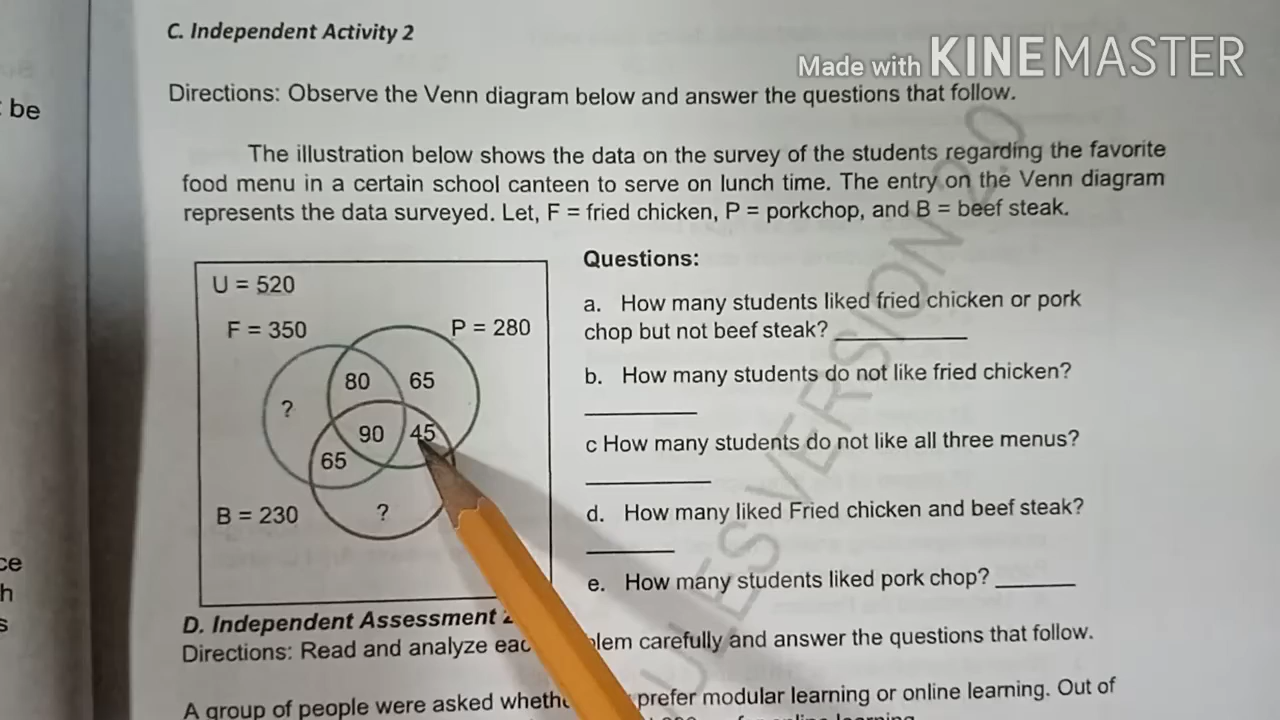 C. Independent Activity 2
Made with KINEMASTER
be
Directions: Observe the Venn diagram below and answer the questions that follow.
The illustration below shows the data on the survey of the students regarding the favorite
food menu in a certain school canteen to serve on lunch time. The entry on the Venn diagram
represents the data surveyed. Let, F = fried chicken, P = porkchop, and B = beef steak.
U = 520
F = 350
P = 280
80
65
?
90
45
65
B = 230
?
Questions:
a. How many students liked fried chicken or pork
chop but not beef steak?
b. How many students do not like fried chicken?
c How many students do not like all three menus?
d. How many liked Fried chicken and beef steak?
e. How many students liked pork chop?
ce
h
s
D. Independent Assessment
Directions: Read and analyze carefully and answer the questions that follow.
A group of people were asked prefer modular learning or online learning. Out of
VERSION 2.0